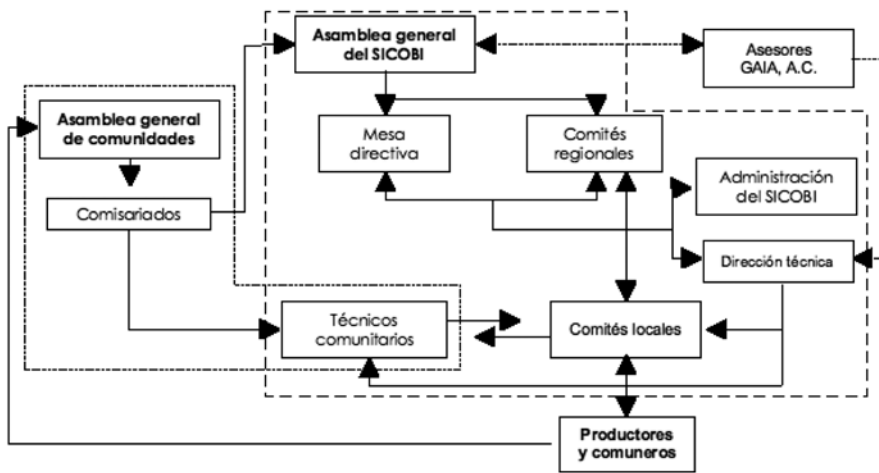 Asamblea general
del SICOBI
Asesores
GAIA, A.C.
Asamblea general
de comunidades
Mesa
directiva
Comités
regionales
Administración
del SICOBI
Comisariados
Dirección técnica
Técnicos
comunitarios
Comités locales
Productores
y comuneros